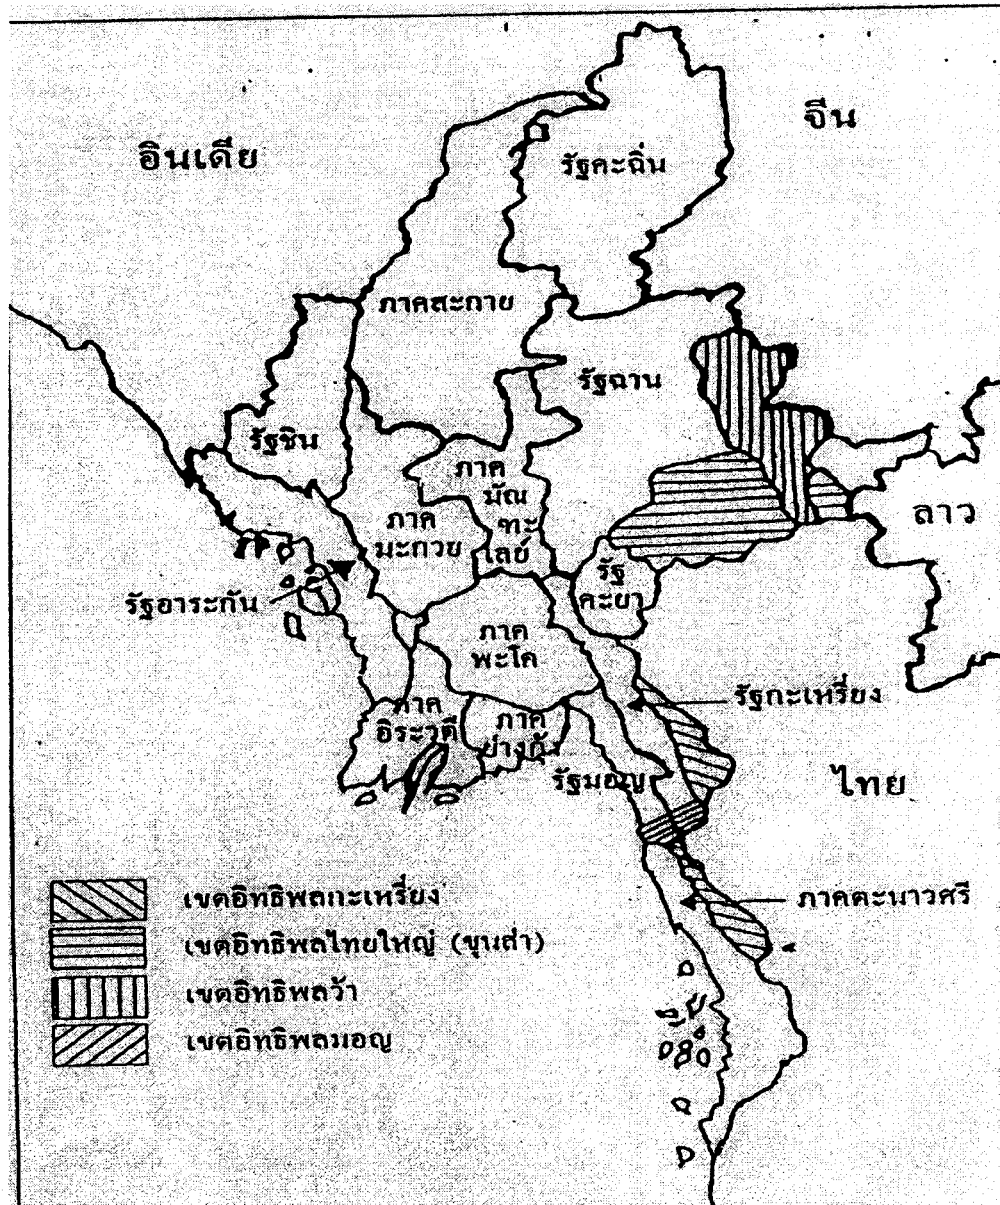 จีน
อินเดีย
รัฐคะฉิ่น
ภาคสะกาย
รัฐฉาน
รัฐชิน
ภาค
มัณ
ฑะ
เลย์
ภาค
มะกวย
ลาว
รัฐ
คะยา
รัฐอาระกัน
ภาค
พะโค
รัฐกะเหรี่ยง
ภาค
อิระวดี
ภาค
ย่างกุ้ง
รัฐมอญ
ไทย
ภาคตะนาวศรี
เขตอิทธิพลกะเหรี่ยง
เขตอิทธิพลไทยใหญ่ (ขุนส่า)
เขตอิทธิพลว้า
เขตอิทธิพลมอญ